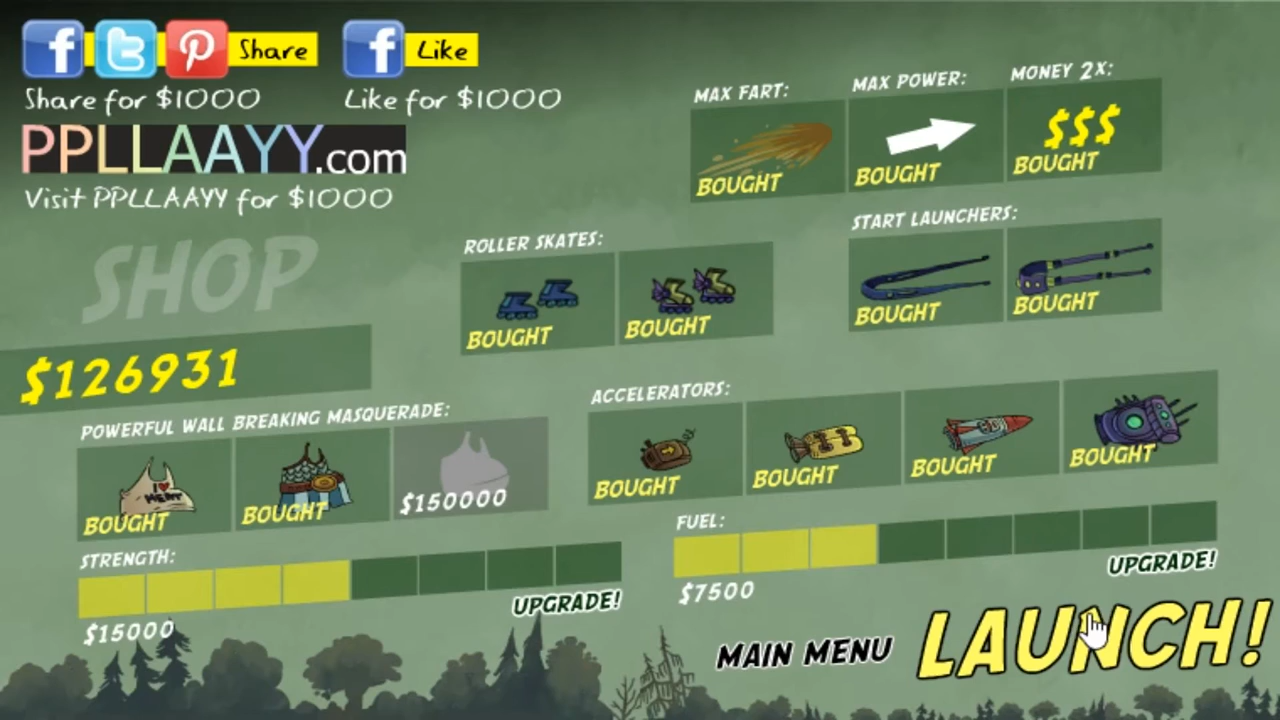 Share
Like
Share for $1000
Like for $1000
PPLLAAYY.com
Visit PPLLAAYY for $1000
MAX FART:
MAX POWER:
MONEY 2X:
$$$
BOUGHT
BOUGHT
BOUGHT
SHOP
ROLLER SKATES:
START LAUNCHERS:
BOUGHT
BOUGHT
BOUGHT
BOUGHT
$126931
POWERFUL WALL BREAKING MASQUERADE:
ACCELERATORS:
I ♥ MEAT
BOUGHT
BOUGHT
$150000
BOUGHT
BOUGHT
BOUGHT
BOUGHT
STRENGTH:
FUEL:
UPGRADE!
UPGRADE!
$15000
$7500
MAIN MENU
LAUNCH!